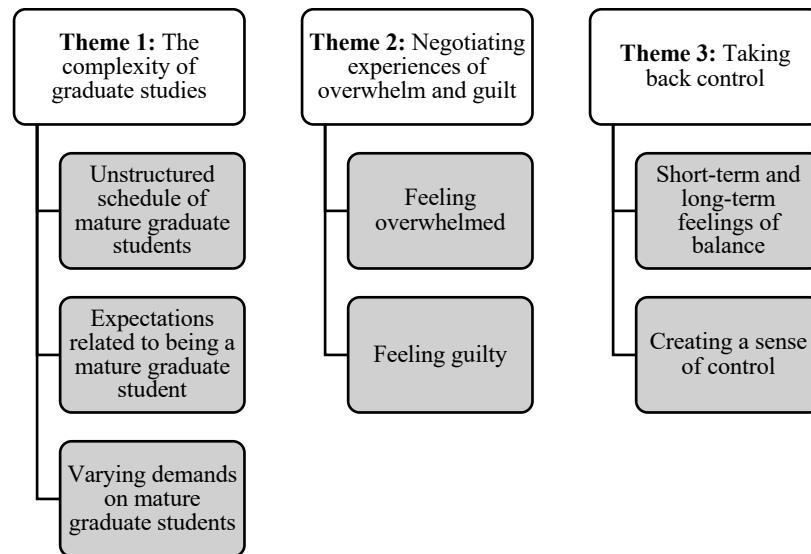 Theme 1: The
complexity of
graduate studies
Unstructured
schedule of
mature graduate
students
Expectations
related to being a
mature graduate
student
Varying demands
on mature
graduate students
Theme 2: Negotiating
experiences of
overwhelm and guilt
Feeling
overwhelmed
Feeling guilty
Theme 3: Taking
back control
Short-term and
long-term
feelings of
balance
Creating a sense
of control